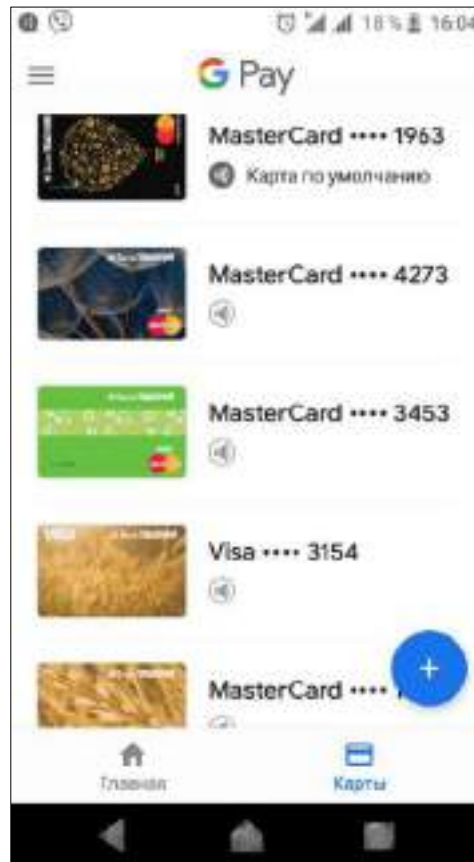 18 % 16:04
G Pay
MasterCard •••• 1963
Карта по умолчанию
MasterCard •••• 4273
MasterCard •••• 3453
Visa •••• 3154
MasterCard ••••
Главная
Карты